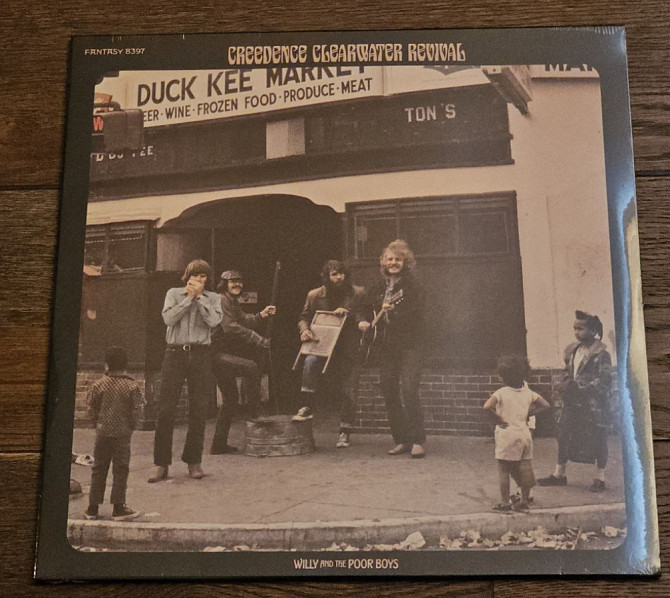 FANTASY 8397
CREEDENCE CLEARWATER REVIVAL
DUCK KEE MARKET
EER·WINE·FROZEN FOOD·PRODUCE·MEAT
TON'S
WILLY AND THE POOR BOYS